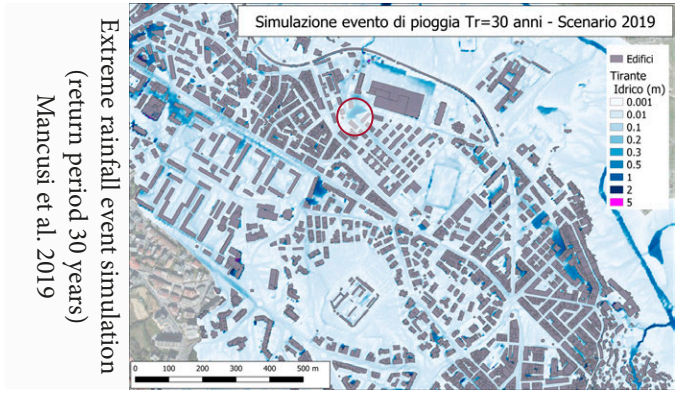 Extreme rainfall event simulation
(return period 30 years)
Mancusi et al. 2019
Simulazione evento di pioggia Tr=30 anni - Scenario 2019
Edifici
Tirante
Idrico (m)
0.001
0.01
0.1
0.2
0.3
0.5
1
2
5
0 100 200 300 400 500 m